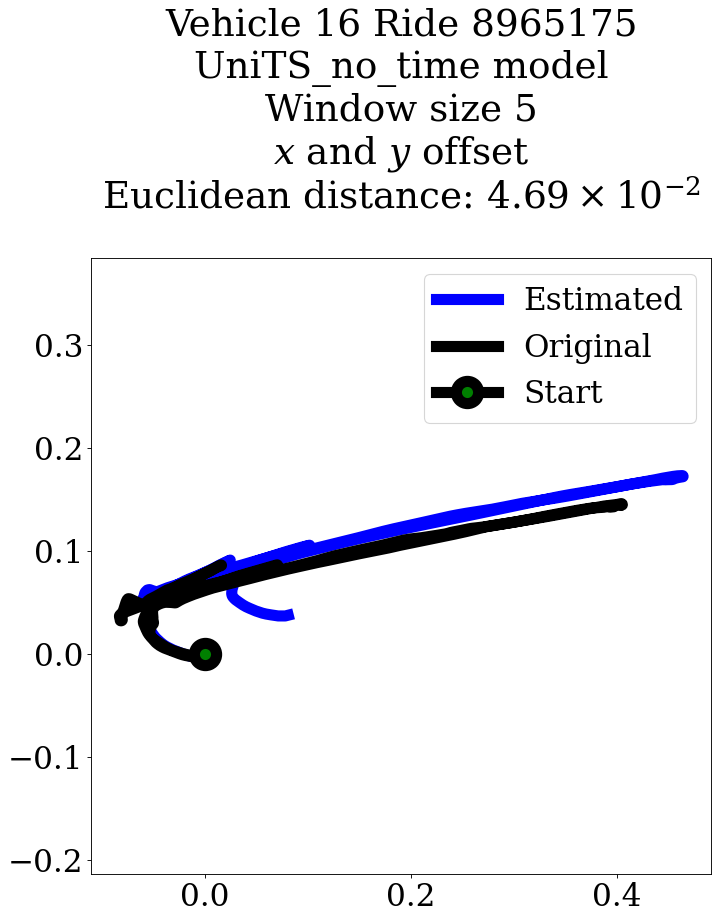 Vehicle 16 Ride 8965175
UniTS_no_time model
Window size 5
x and y offset
Euclidean distance: 4.69 × 10⁻²
Estimated
Original
Start
0.3
0.2
0.1
0.0
−0.1
−0.2
0.0 0.2 0.4